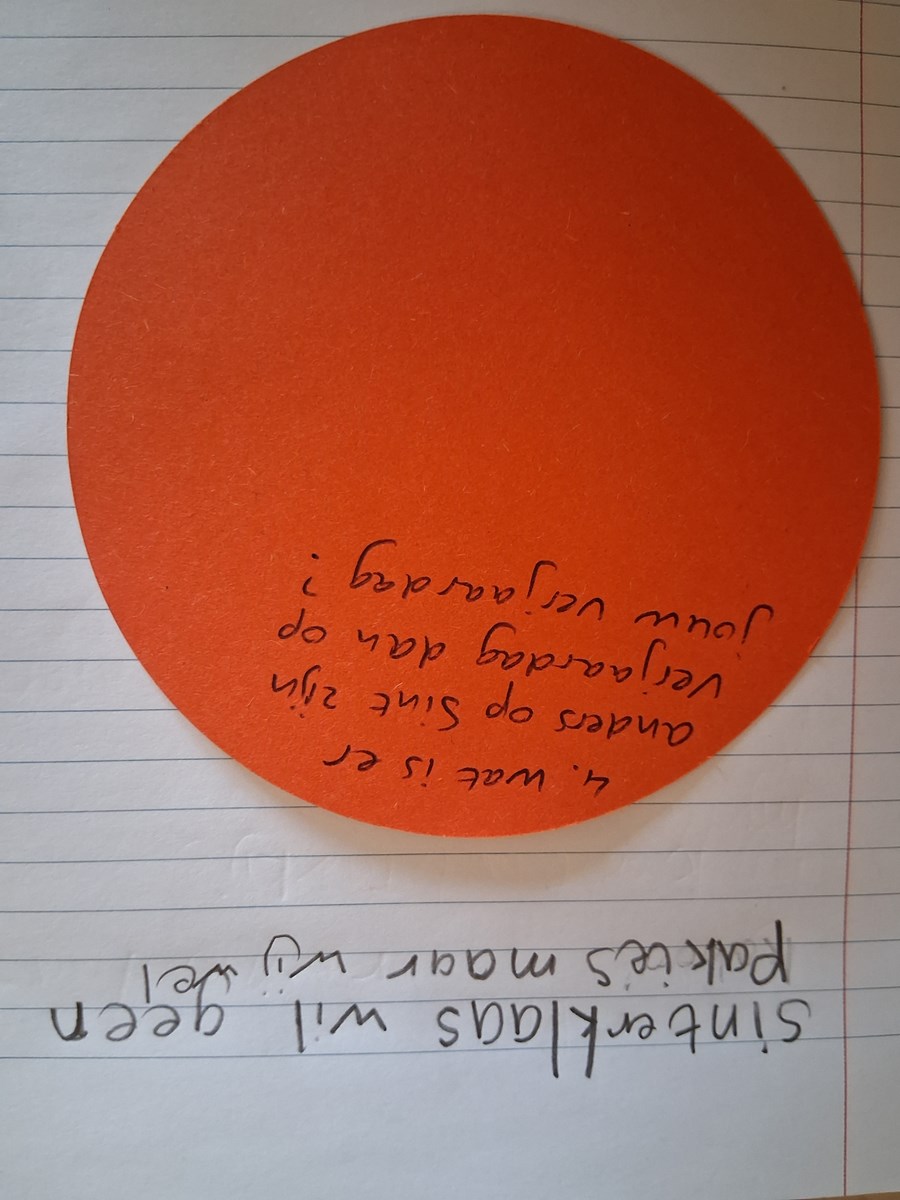 sinterklaas wil geen
pakies maar wij wel
4. wat is er
anders op Sint zijn
verjaardag dan op
jouw verjaardag?